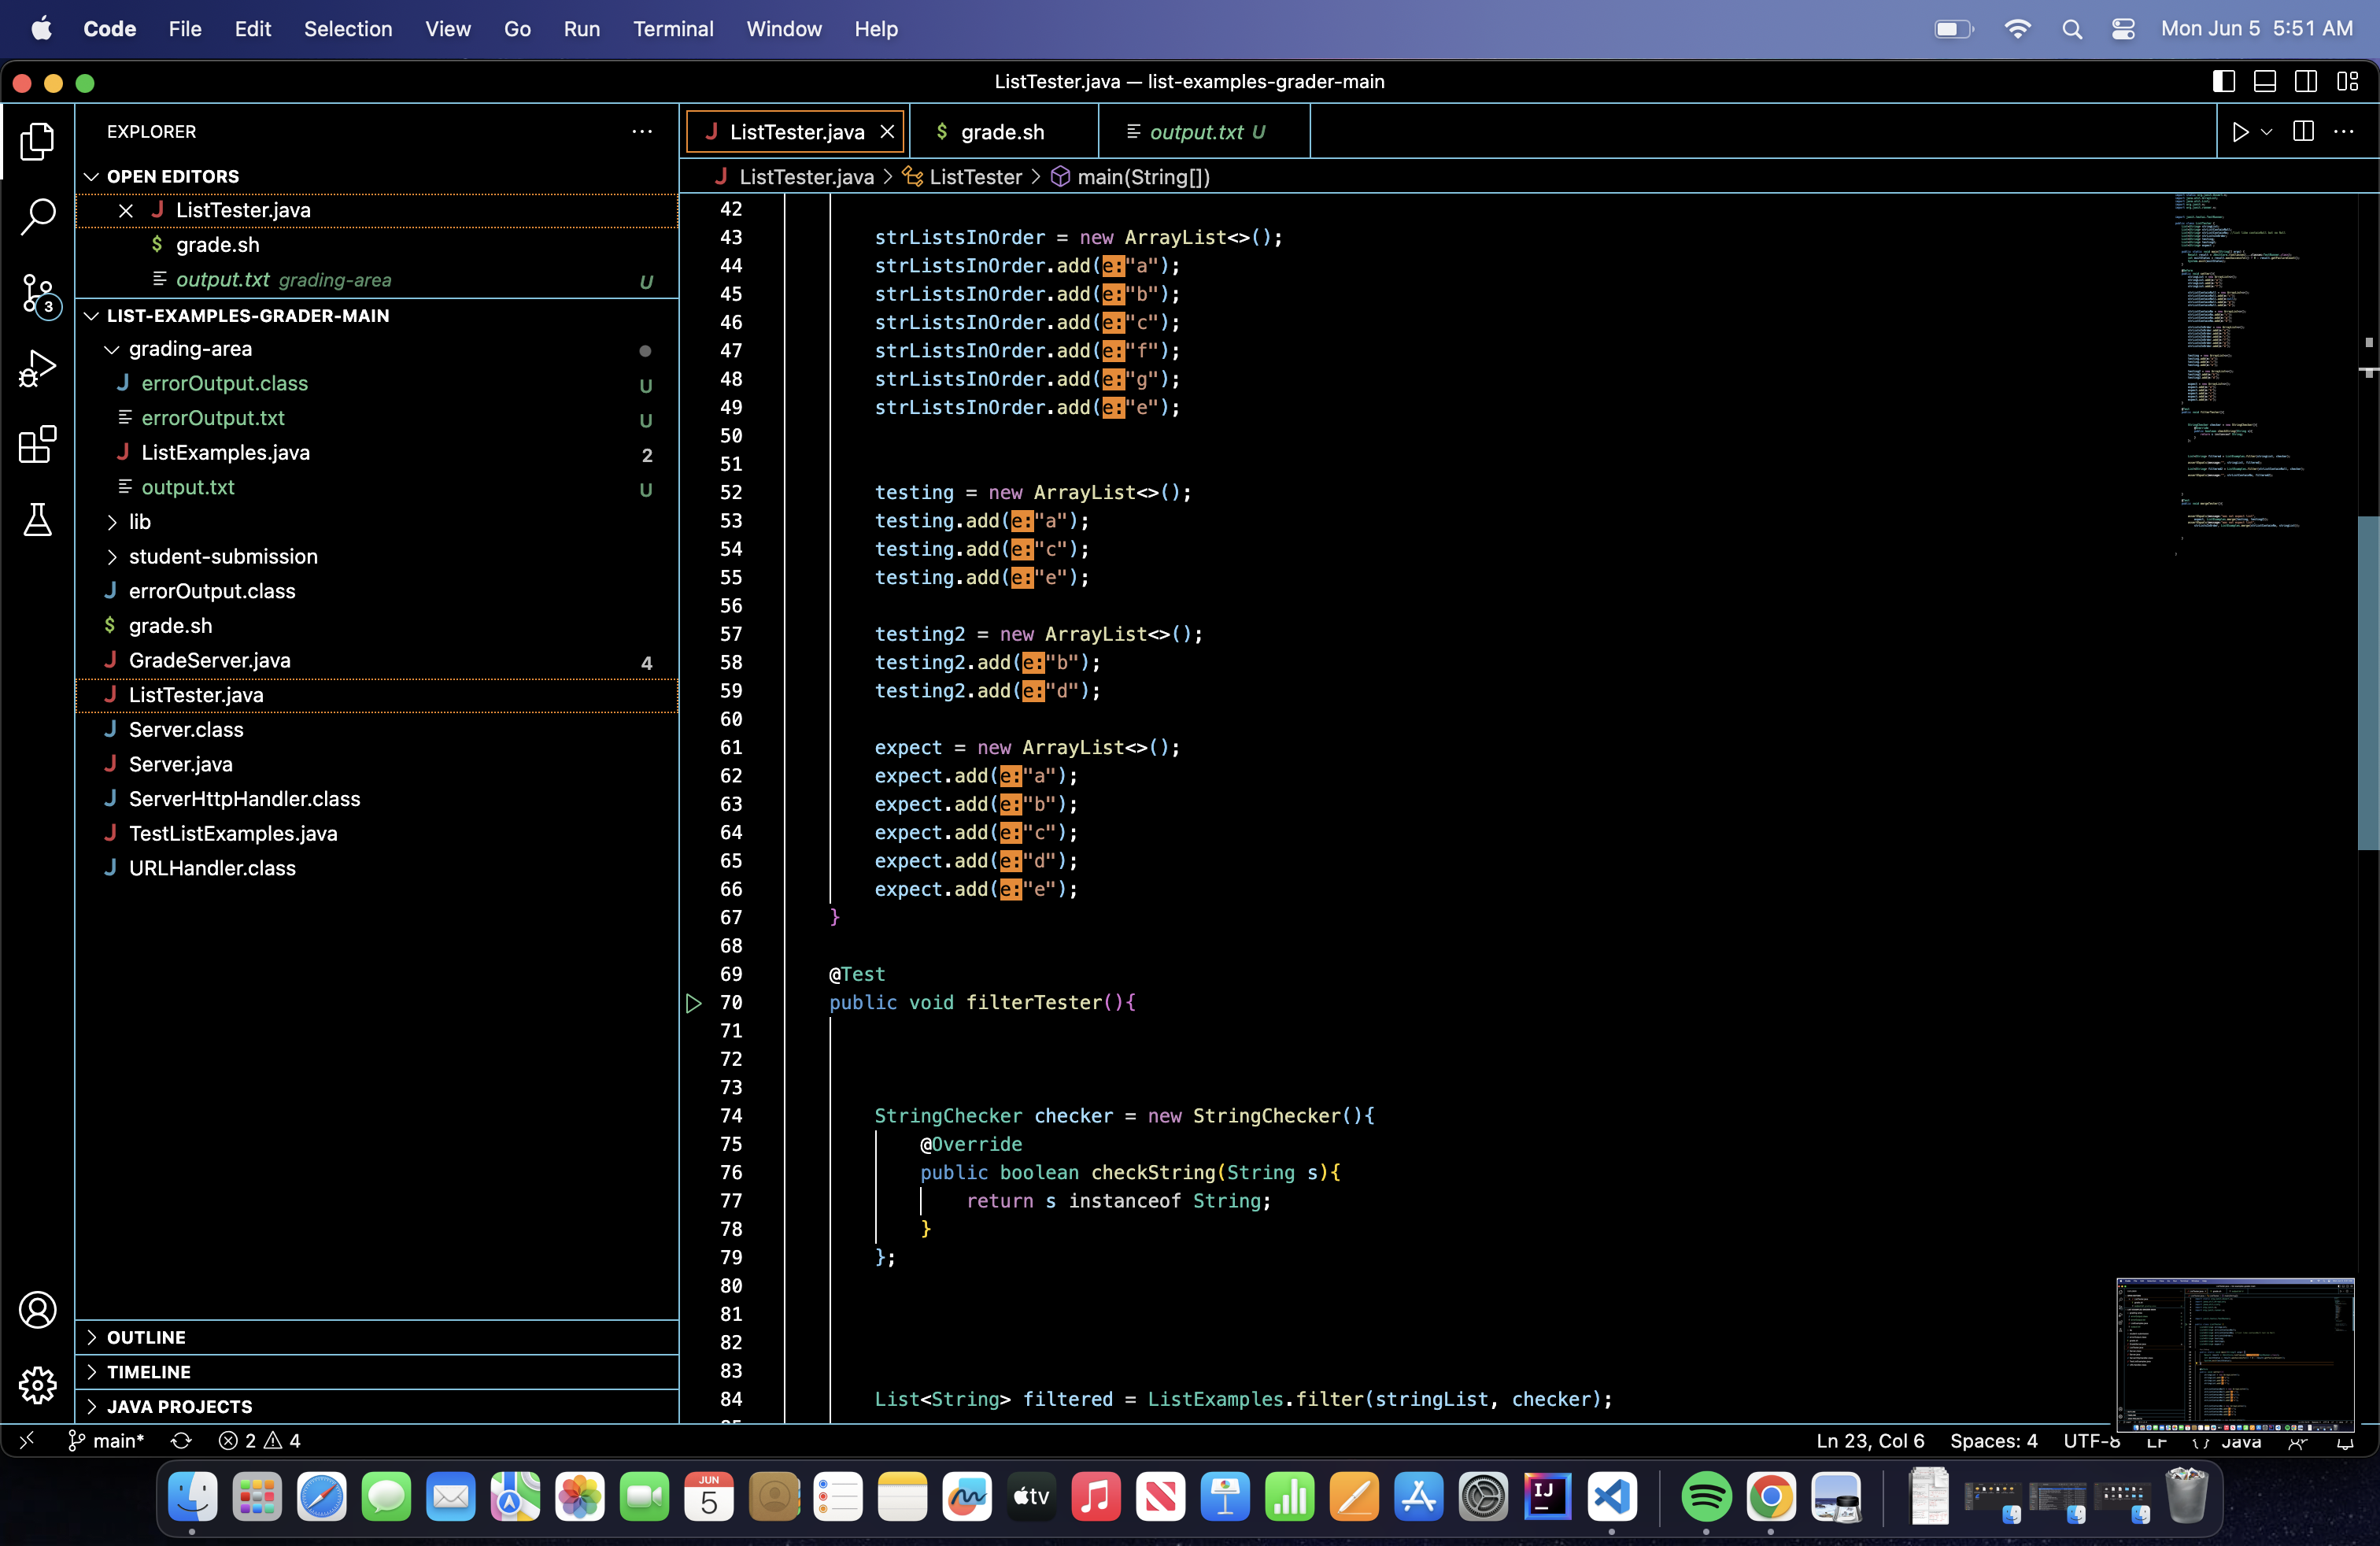 Code File Edit Selection View Go Run Terminal Window Help Mon Jun 5 5:51 AM
ListTester.java — list-examples-grader-main
EXPLORER
OPEN EDITORS
ListTester.java
grade.sh
output.txt grading-area U
3
LIST-EXAMPLES-GRADER-MAIN
grading-area
errorOutput.class U
errorOutput.txt U
ListExamples.java 2
output.txt U
lib
student-submission
errorOutput.class
grade.sh
GradeServer.java 4
ListTester.java
Server.class
Server.java
ServerHttpHandler.class
TestListExamples.java
URLHandler.class
OUTLINE
TIMELINE
JAVA PROJECTS
ListTester.java grade.sh output.txt U
ListTester.java > ListTester > main(String[])
42
43 strListsInOrder = new ArrayList<>();
44 strListsInOrder.add(e:"a");
45 strListsInOrder.add(e:"b");
46 strListsInOrder.add(e:"c");
47 strListsInOrder.add(e:"f");
48 strListsInOrder.add(e:"g");
49 strListsInOrder.add(e:"e");
50
51
52 testing = new ArrayList<>();
53 testing.add(e:"a");
54 testing.add(e:"c");
55 testing.add(e:"e");
56
57 testing2 = new ArrayList<>();
58 testing2.add(e:"b");
59 testing2.add(e:"d");
60
61 expect = new ArrayList<>();
62 expect.add(e:"a");
63 expect.add(e:"b");
64 expect.add(e:"c");
65 expect.add(e:"d");
66 expect.add(e:"e");
67 }
68
69 @Test
70 public void filterTester(){
71
72
73
74 StringChecker checker = new StringChecker(){
75 @Override
76 public boolean checkString(String s){
77 return s instanceof String;
78 }
79 };
80
81
82
83
84 List<String> filtered = ListExamples.filter(stringList, checker);
main* 2 4 Ln 23, Col 6 Spaces: 4 UTF-8 LF {} Java
JUN
5
tv
IJ